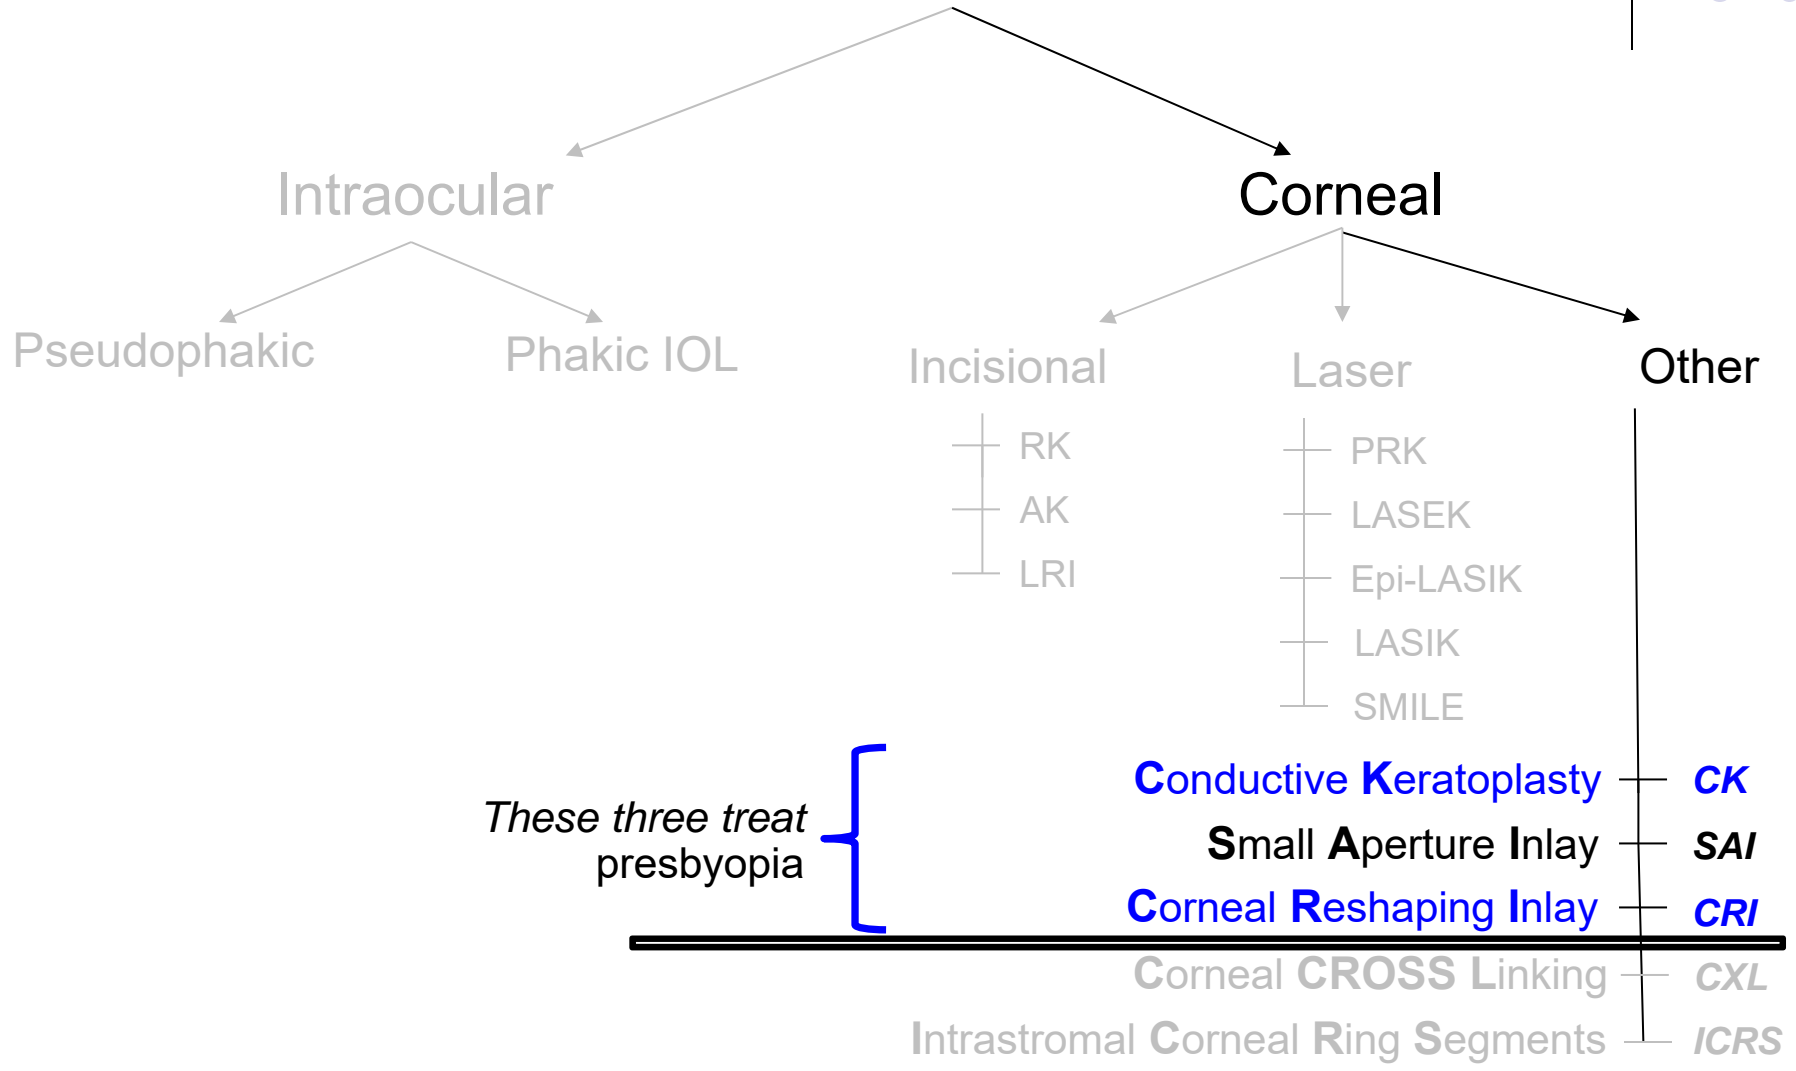 Intraocular
Corneal
Pseudophakic
Phakic IOL
Incisional
Laser
Other
RK
AK
LRI
PRK
LASEK
Epi-LASIK
LASIK
SMILE
These three treat
presbyopia
Conductive Keratoplasty CK
Small Aperture Inlay SAI
Corneal Reshaping Inlay CRI
Corneal CROSS Linking CXL
Intrastromal Corneal Ring Segments ICRS